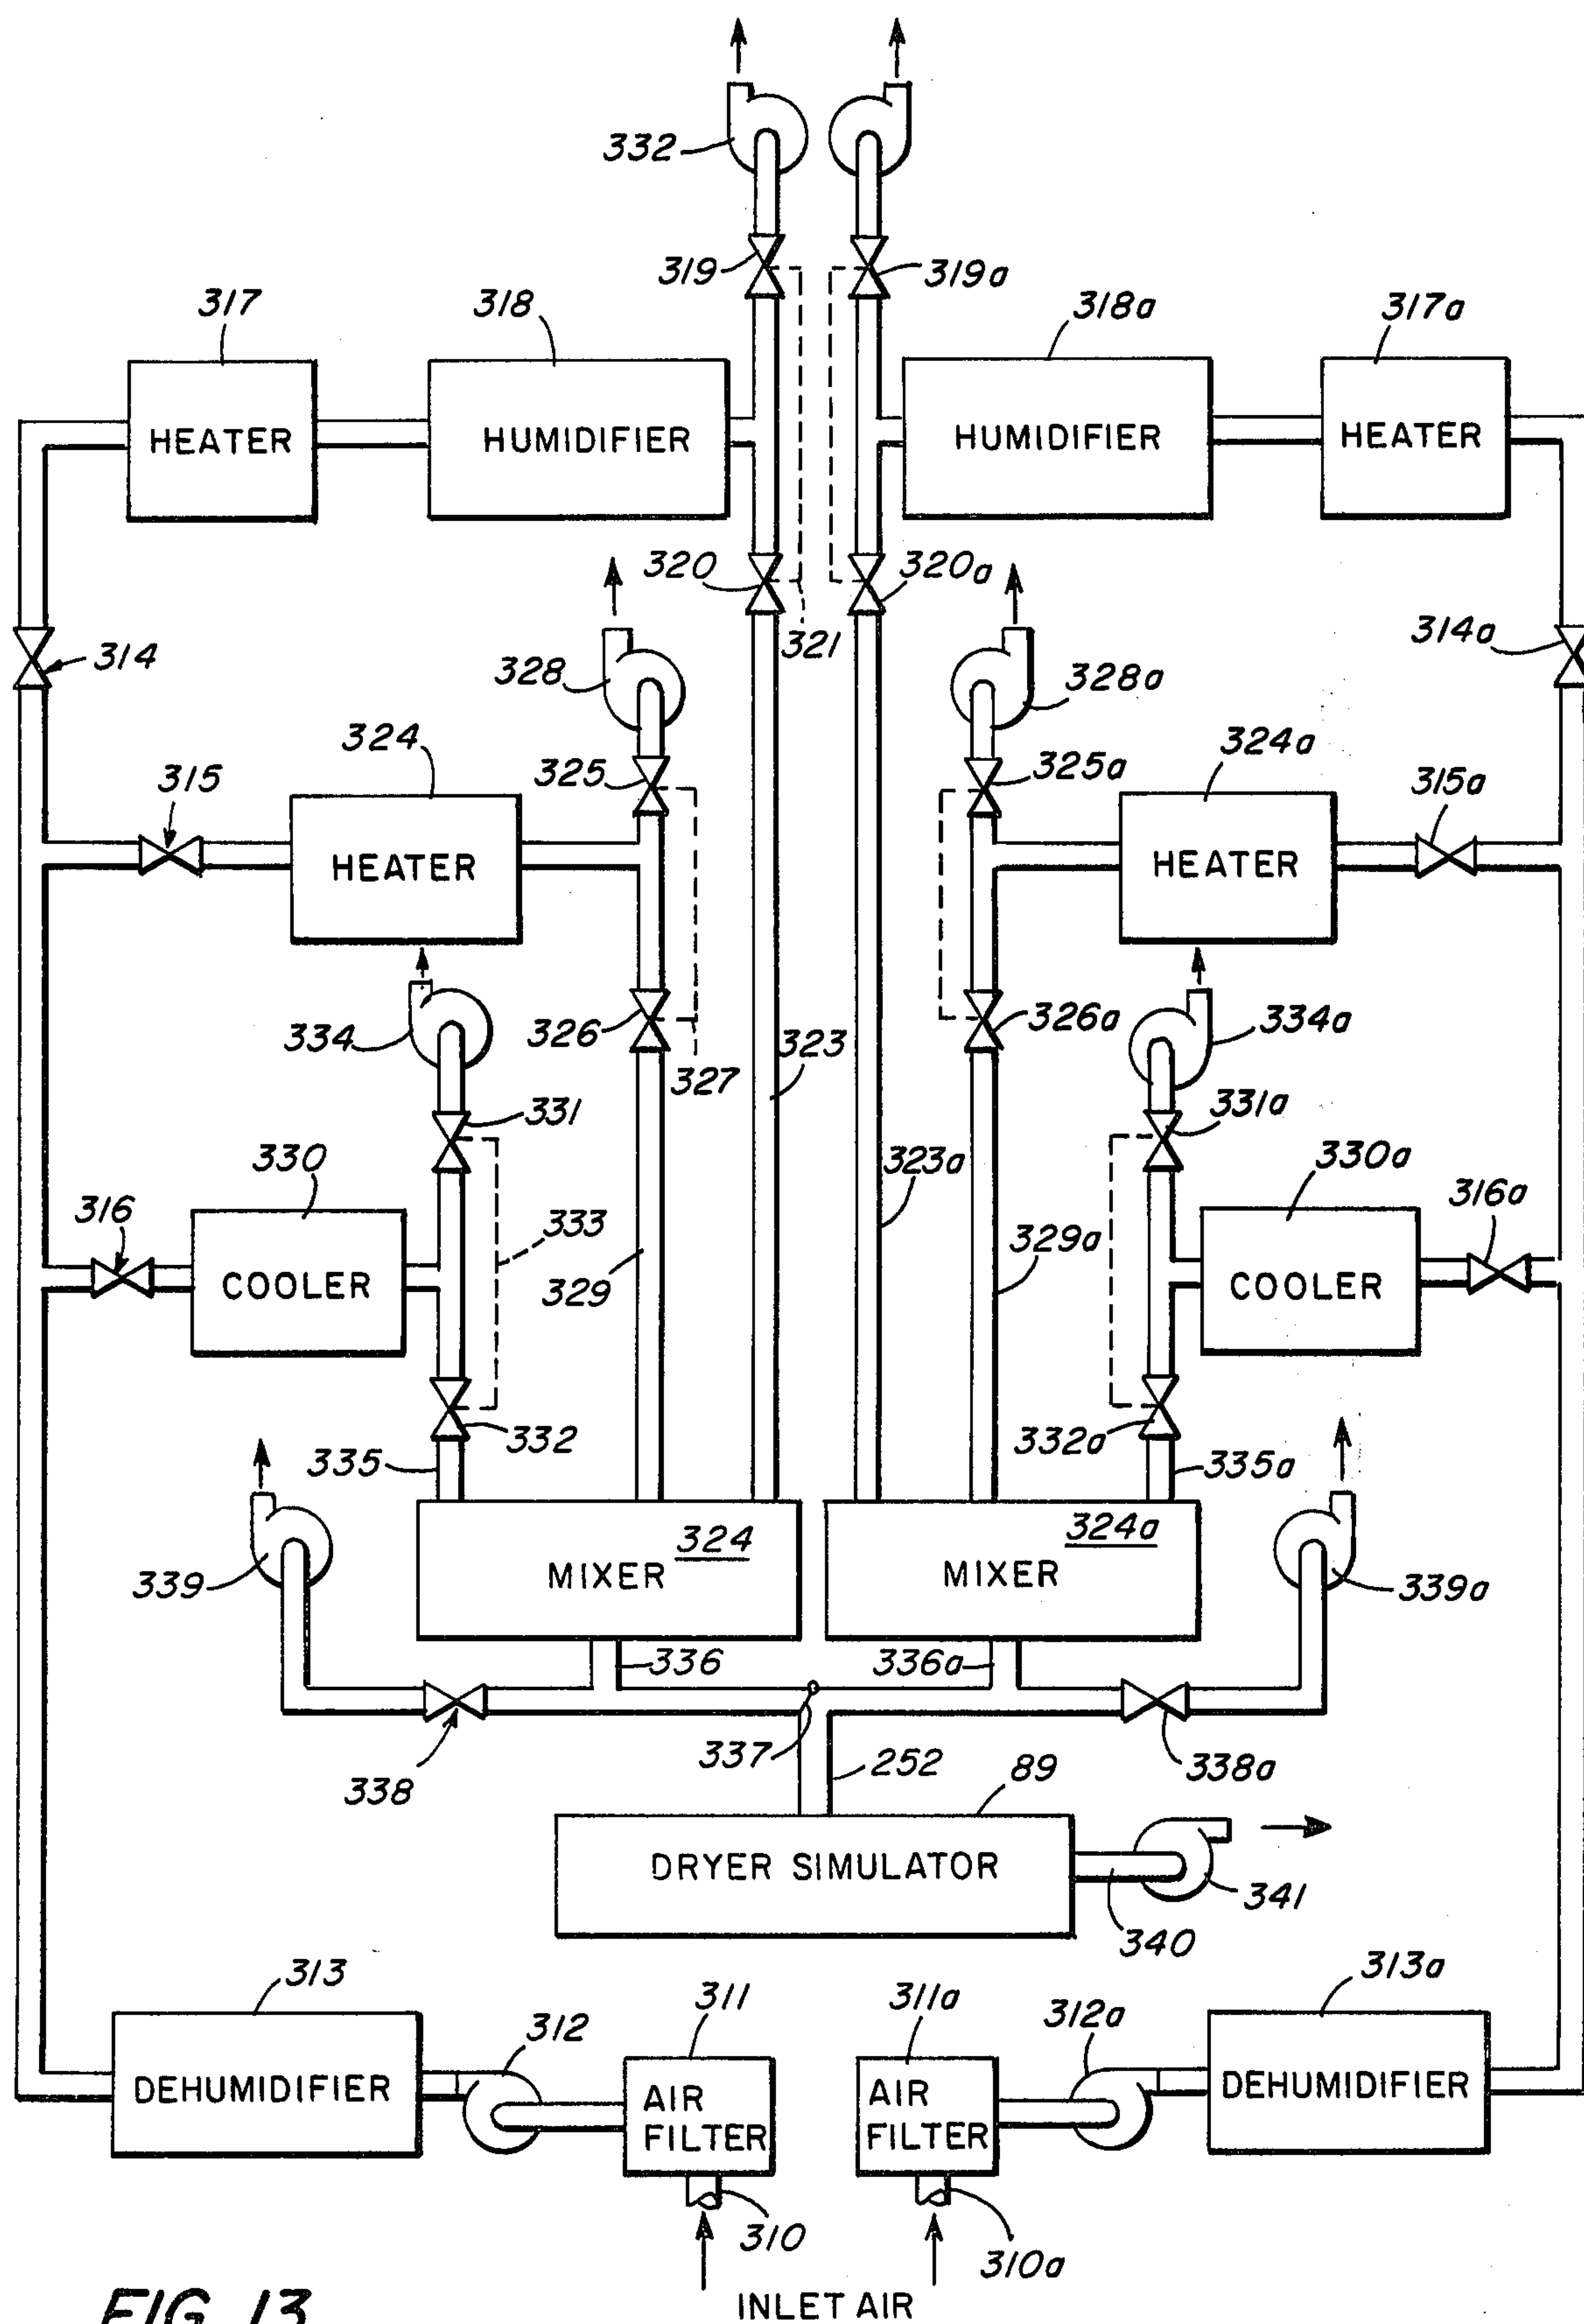 332
319
319a
317
318
318a
317a
HEATER
HUMIDIFIER
HUMIDIFIER
HEATER
320
320a
321
314
314a
328
328a
324
324a
315
325
325a
315a
HEATER
HEATER
334
326
323
326a
334a
327
331
331a
330
323a
330a
316
333
329
329a
316a
COOLER
COOLER
332
332a
335
335a
324
324a
MIXER
MIXER
339
339a
336
336a
337
252
89
338
338a
DRYER SIMULATOR
341
340
313
311
311a
313a
312
312a
DEHUMIDIFIER
AIR
FILTER
AIR
FILTER
DEHUMIDIFIER
310
310a
INLET AIR
FIG. 13